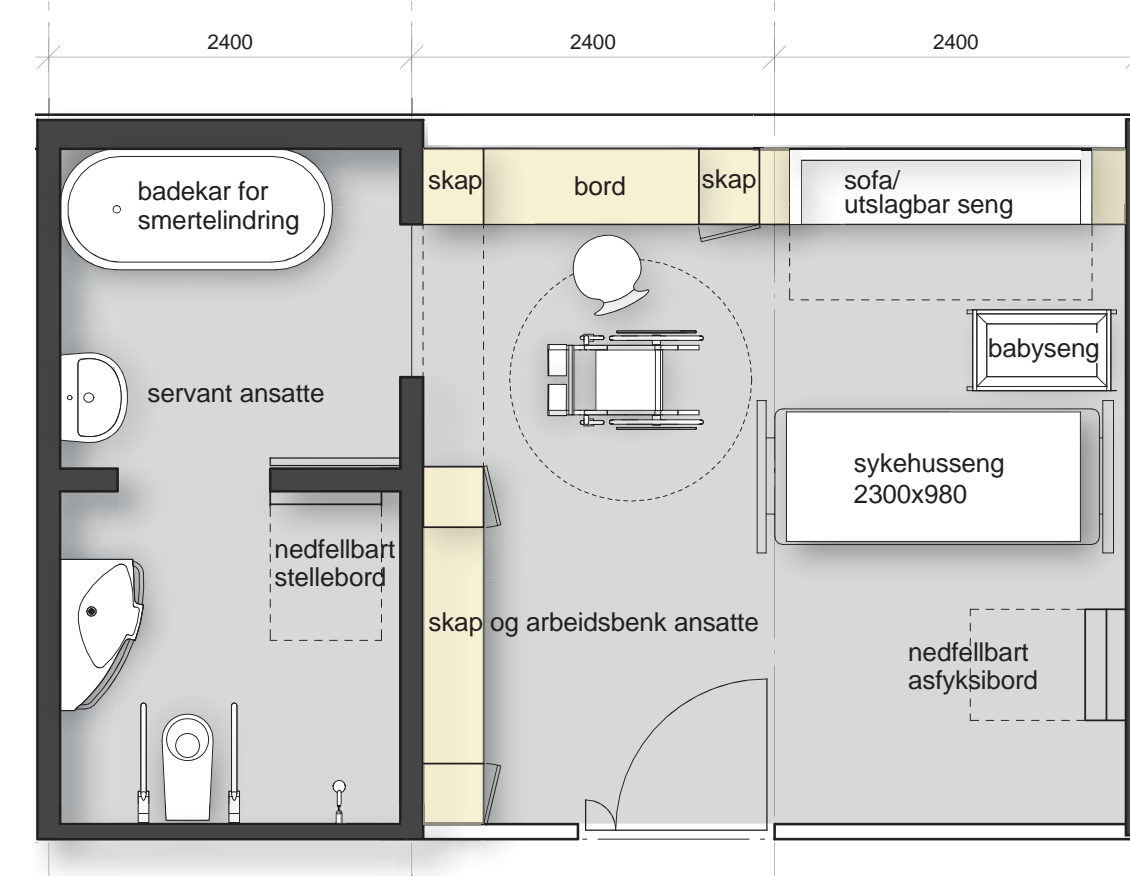 2400
2400
2400
badekar for
smertelindring
skap
bord
skap
sofa/
utslagbar seng
babyseng
servant ansatte
sykehusseng
2300x980
nedfellbart
stellebord
skap og arbeidsbenk ansatte
nedfellbart
asfyksibord